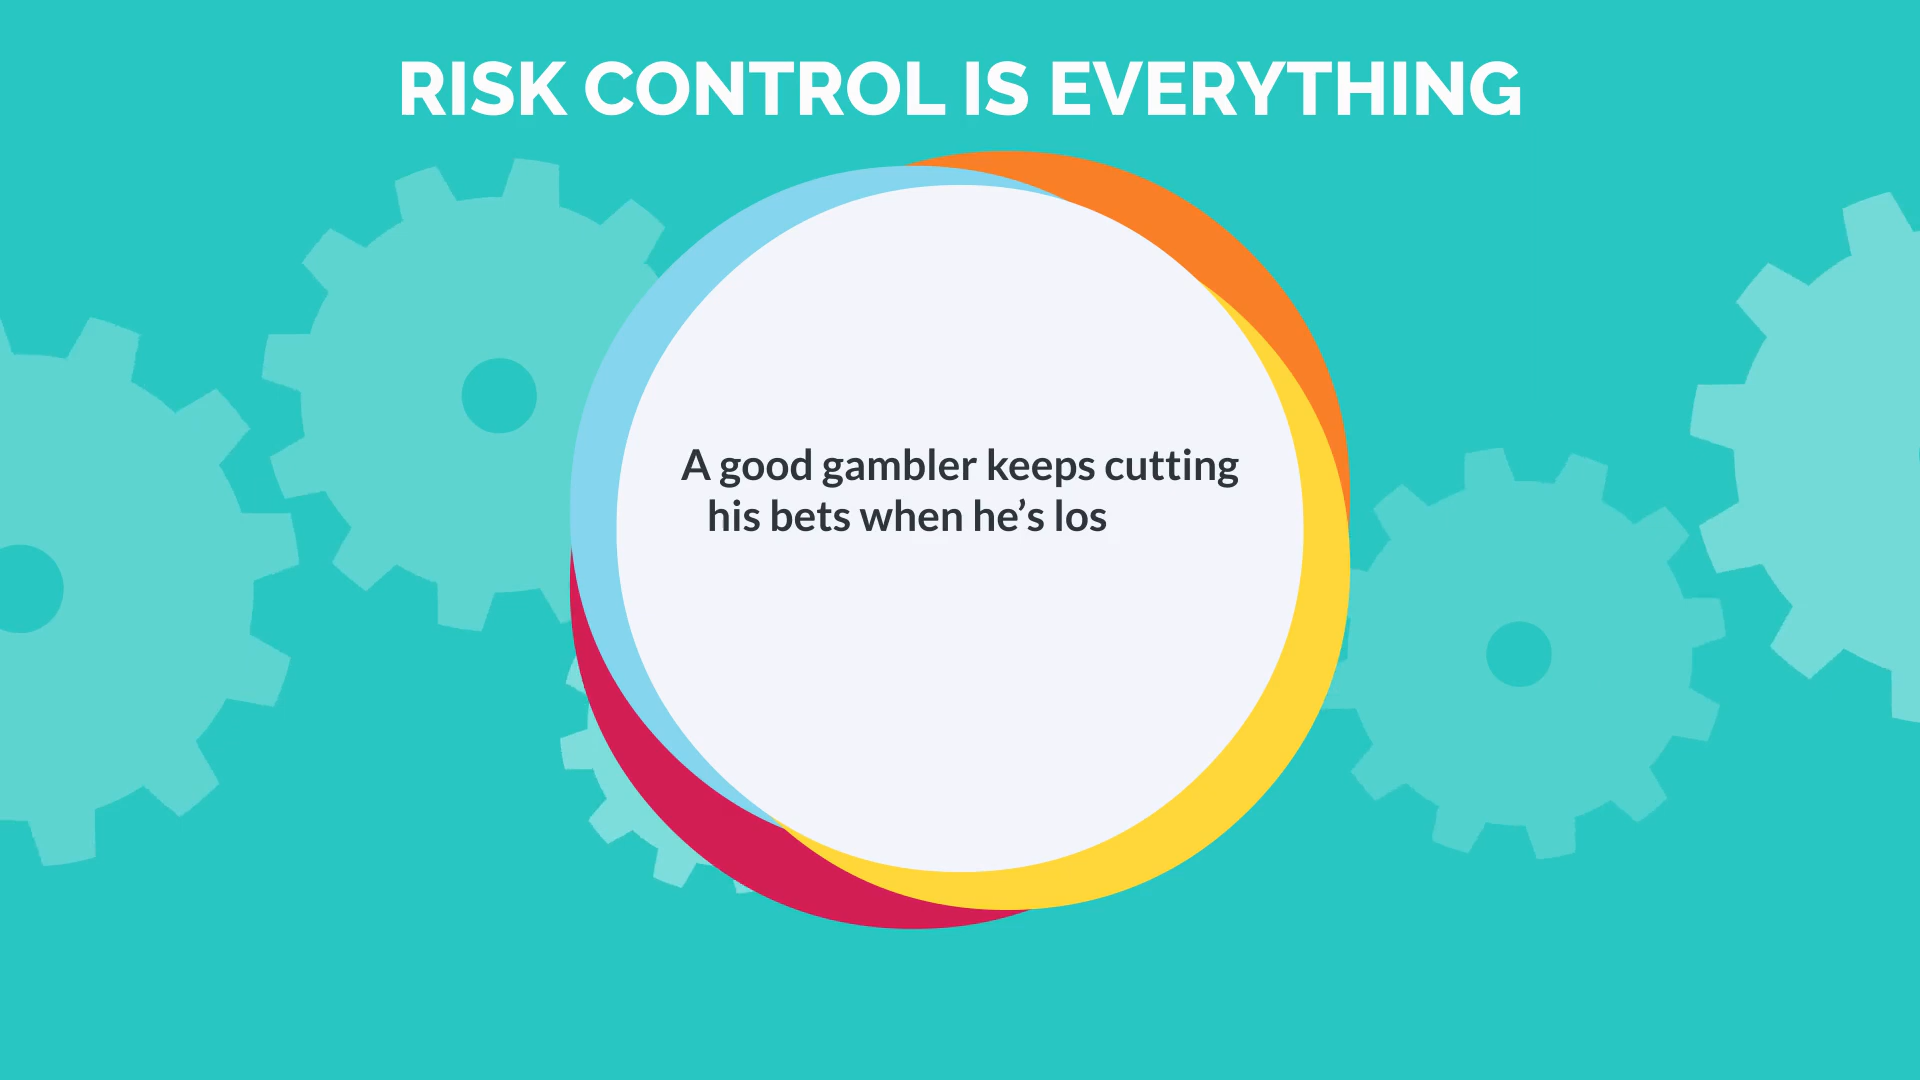 RISK CONTROL IS EVERYTHING
A good gambler keeps cutting
his bets when he’s los